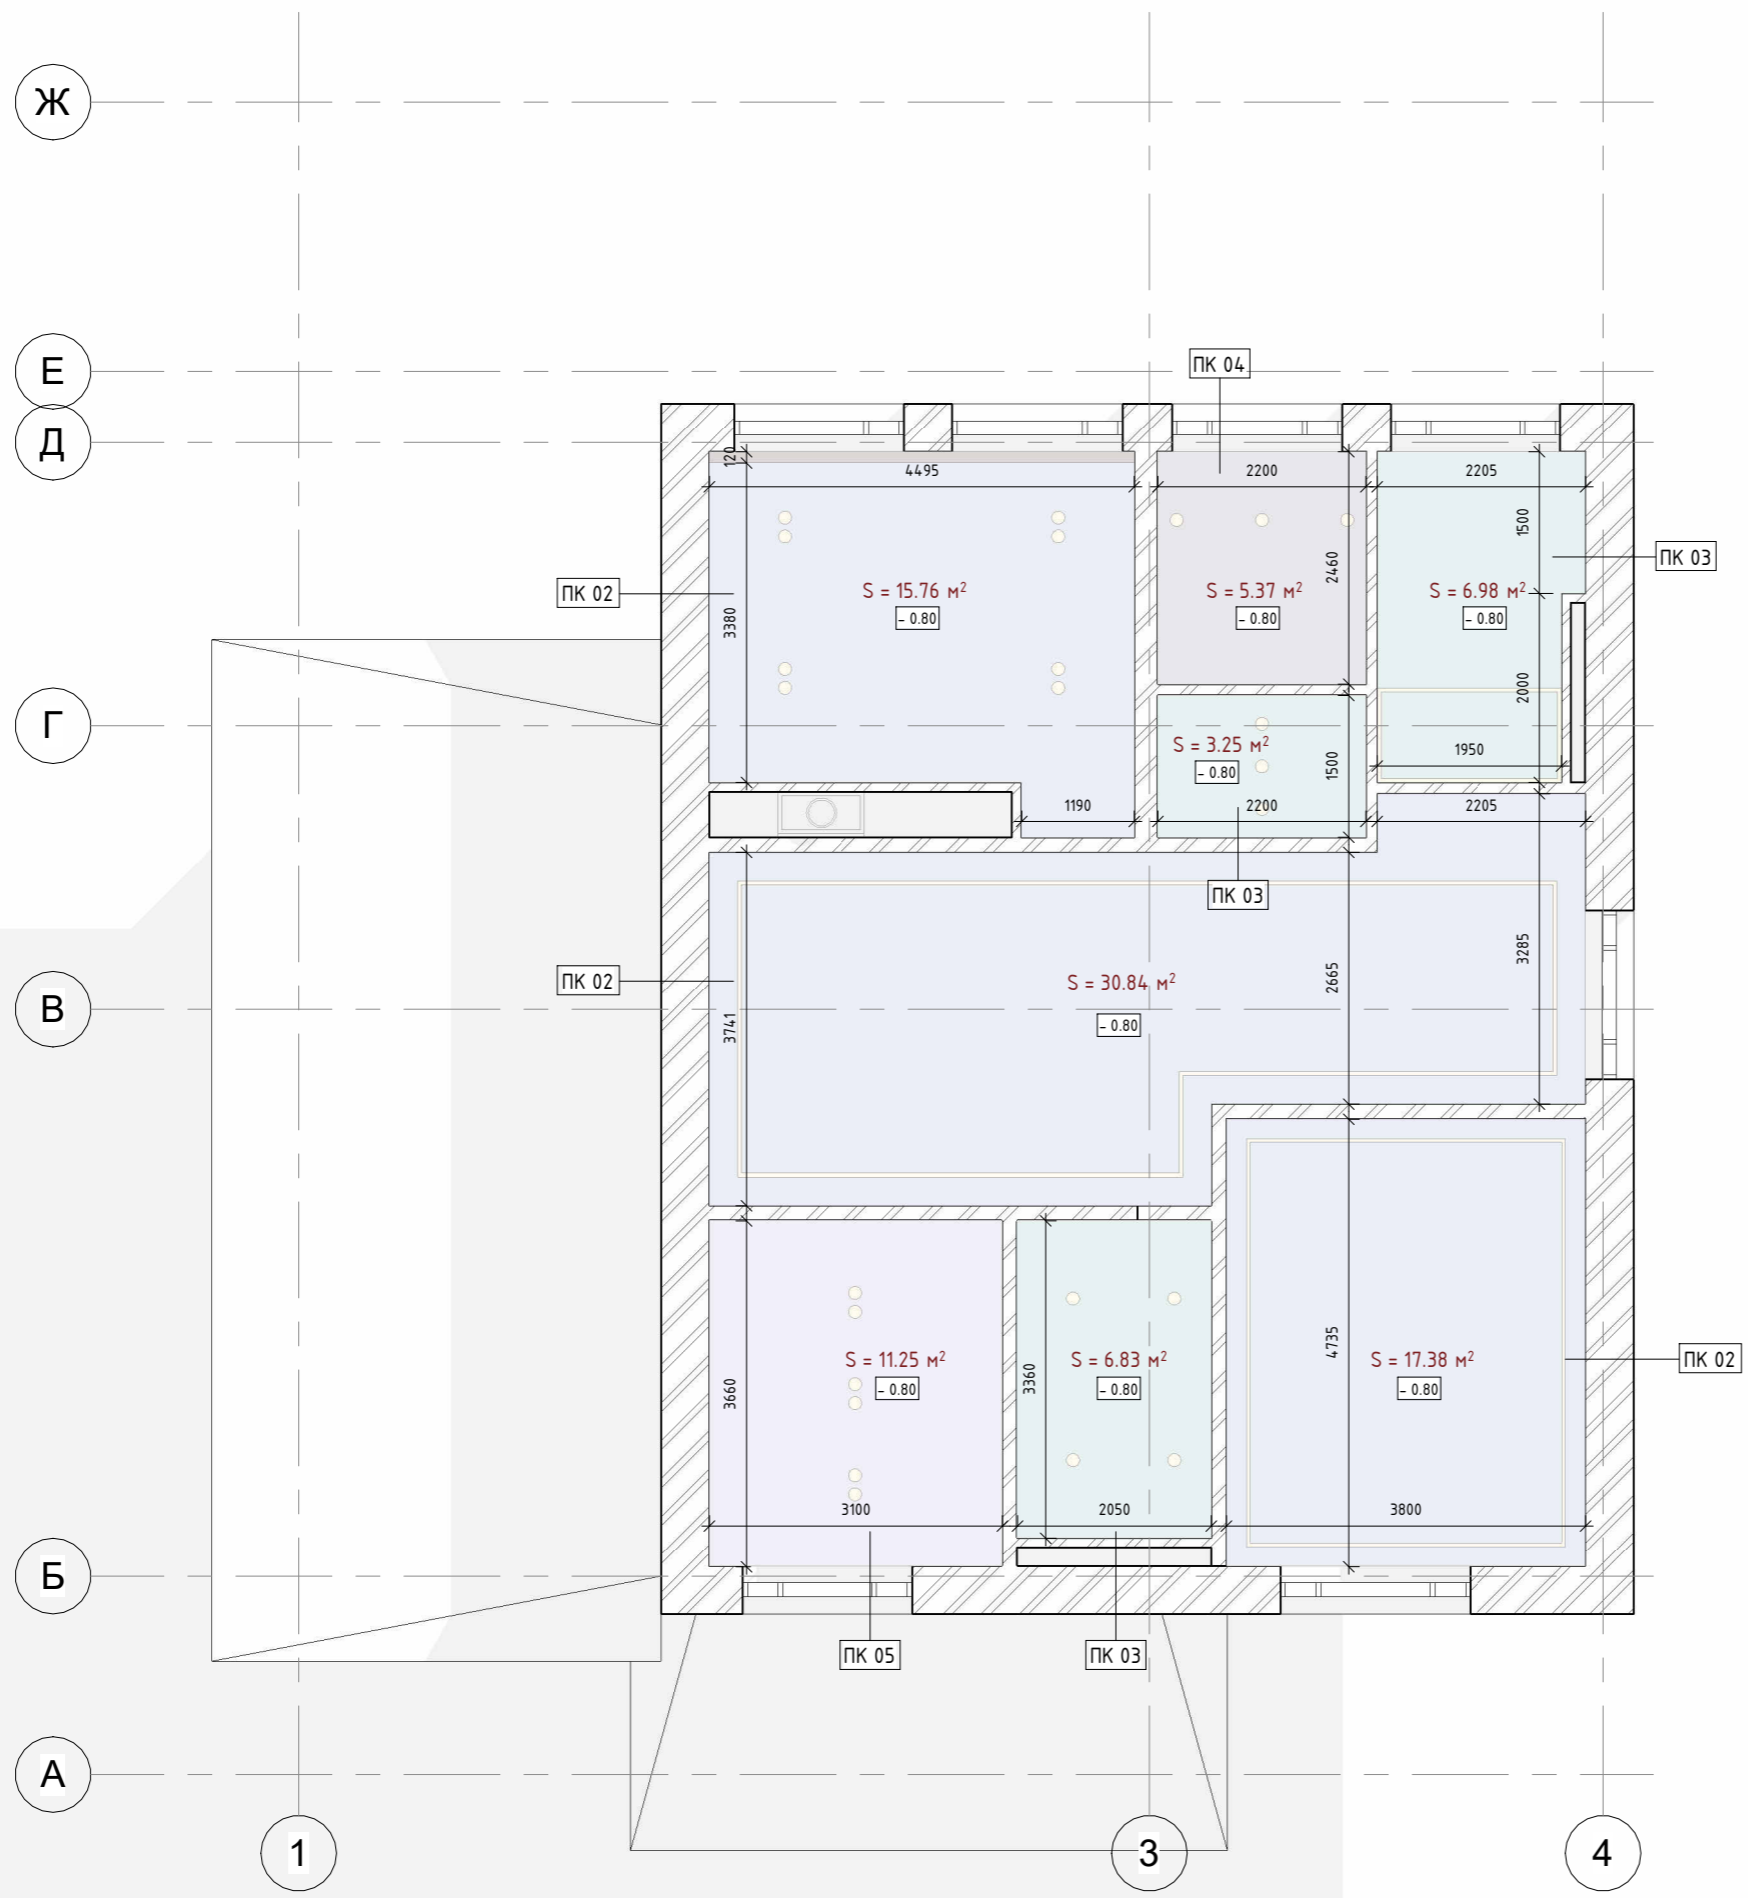 Ж
Е
ПК 04
Д
120
4495
2200
2205
1500
ПК 03
2460
ПК 02
S = 15.76 м²
S = 5.37 м²
S = 6.98 м²
- 0.80
- 0.80
- 0.80
3380
2000
Г
S = 3.25 м²
1950
- 0.80
1500
1190
2200
2205
ПК 03
3285
ПК 02
S = 30.84 м²
2665
В
3741
- 0.80
4735
S = 11.25 м²
S = 6.83 м²
S = 17.38 м²
ПК 02
3660
3360
- 0.80
- 0.80
- 0.80
3100
2050
3800
Б
ПК 05
ПК 03
А
1
3
4